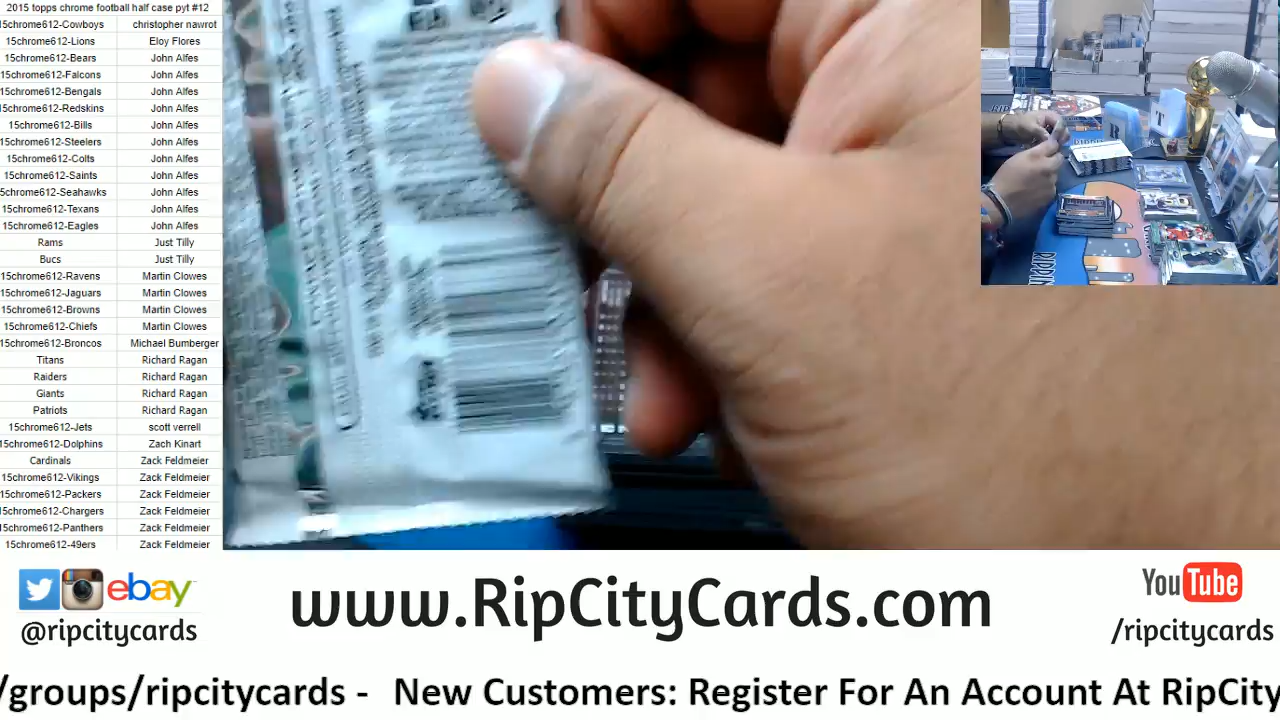 2015 topps chrome football half case pyt #12
15chrome612-Cowboys christopher nawrot
15chrome612-Lions Eloy Flores
15chrome612-Bears John Alfes
15chrome612-Falcons John Alfes
15chrome612-Bengals John Alfes
15chrome612-Redskins John Alfes
15chrome612-Bills John Alfes
15chrome612-Steelers John Alfes
15chrome612-Colts John Alfes
15chrome612-Saints John Alfes
15chrome612-Seahawks John Alfes
15chrome612-Texans John Alfes
15chrome612-Eagles John Alfes
Rams Just Tilly
Bucs Just Tilly
15chrome612-Ravens Martin Clowes
15chrome612-Jaguars Martin Clowes
15chrome612-Browns Martin Clowes
15chrome612-Chiefs Martin Clowes
15chrome612-Broncos Michael Bumberger
Titans Richard Ragan
Raiders Richard Ragan
Giants Richard Ragan
Patriots Richard Ragan
15chrome612-Jets scott verrell
15chrome612-Dolphins Zach Kinart
Cardinals Zack Feldmeier
15chrome612-Vikings Zack Feldmeier
15chrome612-Packers Zack Feldmeier
15chrome612-Chargers Zack Feldmeier
15chrome612-Panthers Zack Feldmeier
15chrome612-49ers Zack Feldmeier
ebay
@ripcitycards
www.RipCityCards.com
YouTube
/ripcitycards
/groups/ripcitycards - New Customers: Register For An Account At RipCity